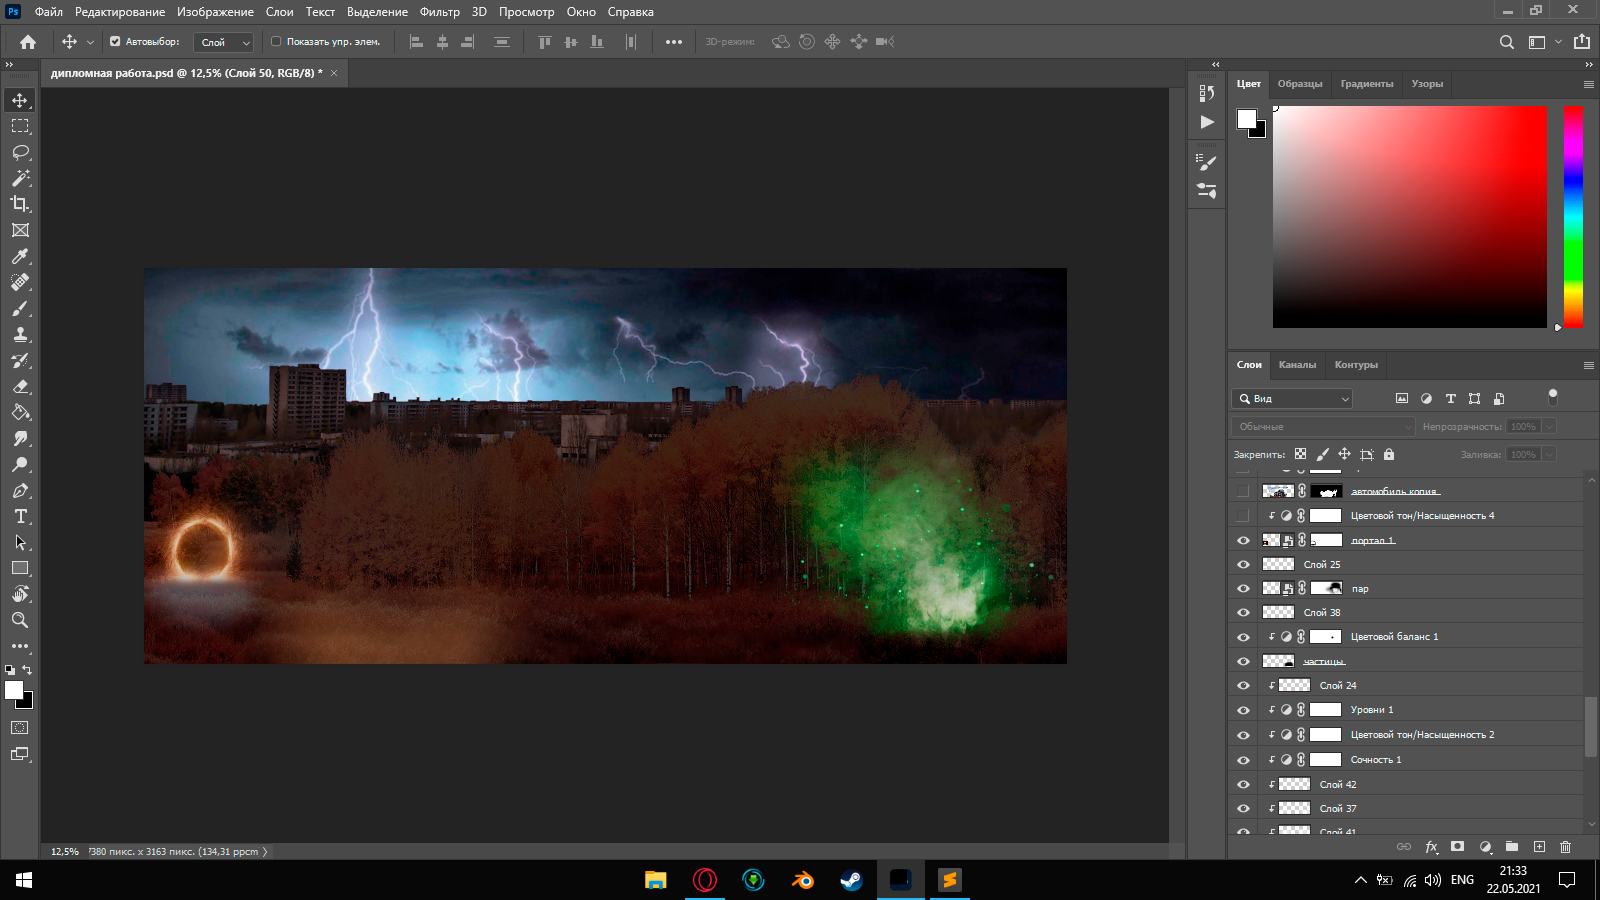 Ps Файл Редактирование Изображение Слои Текст Выделение Фильтр 3D Просмотр Окно Справка
Автовыбор: Слой Показать упр. элем. 3D-режим:
дипломная работа.psd @ 12,5% (Слой 50, RGB/8) *
Цвет Образцы Градиенты Узоры
Слои Каналы Контуры
Вид
Обычные Непрозрачность: 100%
Закрепить: Заливка: 100%
автомобиль копия
Цветовой тон/Насыщенность 4
портал 1
Слой 25
пар
Слой 38
Цветовой баланс 1
частицы
Слой 24
Уровни 1
Цветовой тон/Насыщенность 2
Сочность 1
Слой 42
Слой 37
Слой 41
12,5% 7380 пикс. x 3163 пикс. (134,31 ppcm)
ENG
21:33
22.05.2021